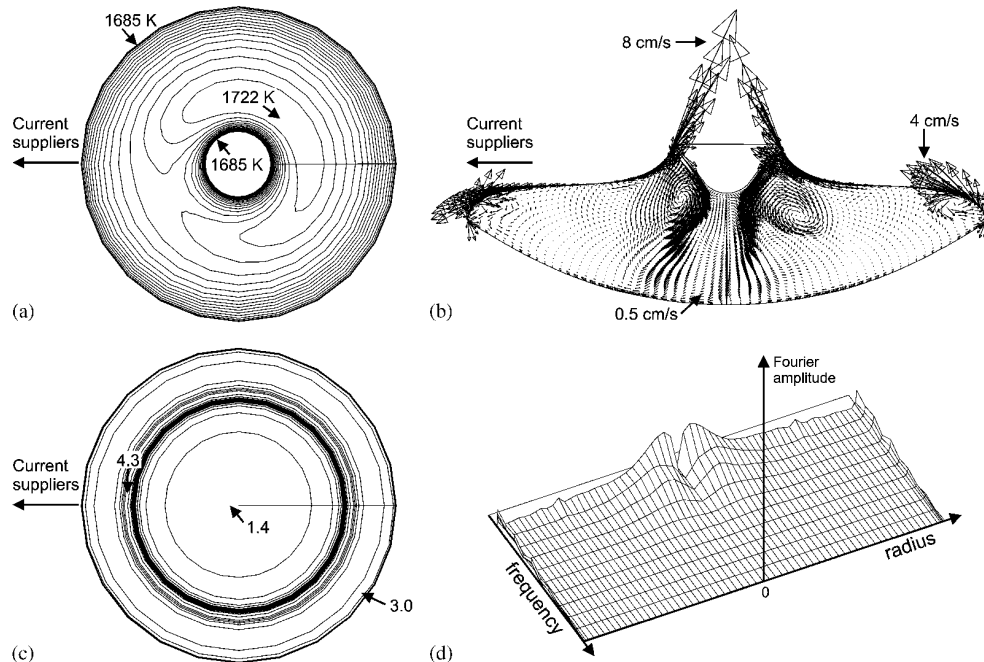 1685 K
1722 K
Current
suppliers
1685 K
(a)
8 cm/s
Current
suppliers
4 cm/s
0.5 cm/s
(b)
Current
suppliers
4.3
1.4
3.0
(c)
Fourier
amplitude
radius
frequency
0
(d)